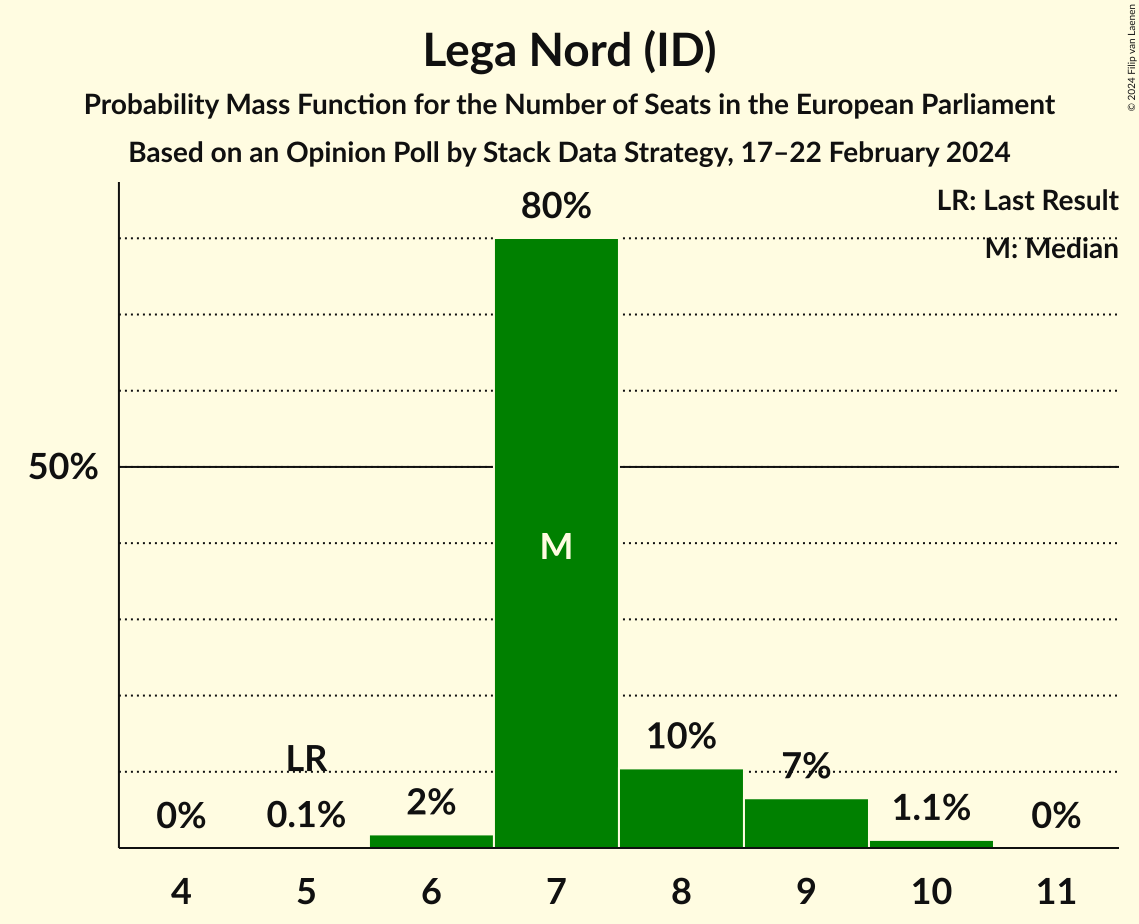 Lega Nord (ID)
Probability Mass Function for the Number of Seats in the European Parliament
Based on an Opinion Poll by Stack Data Strategy, 17–22 February 2024
© 2024 Filip van Laenen
LR: Last Result
M: Median
80%
50%
M
LR
10%
7%
0%
0.1%
2%
1.1%
0%
4 5 6 7 8 9 10 11